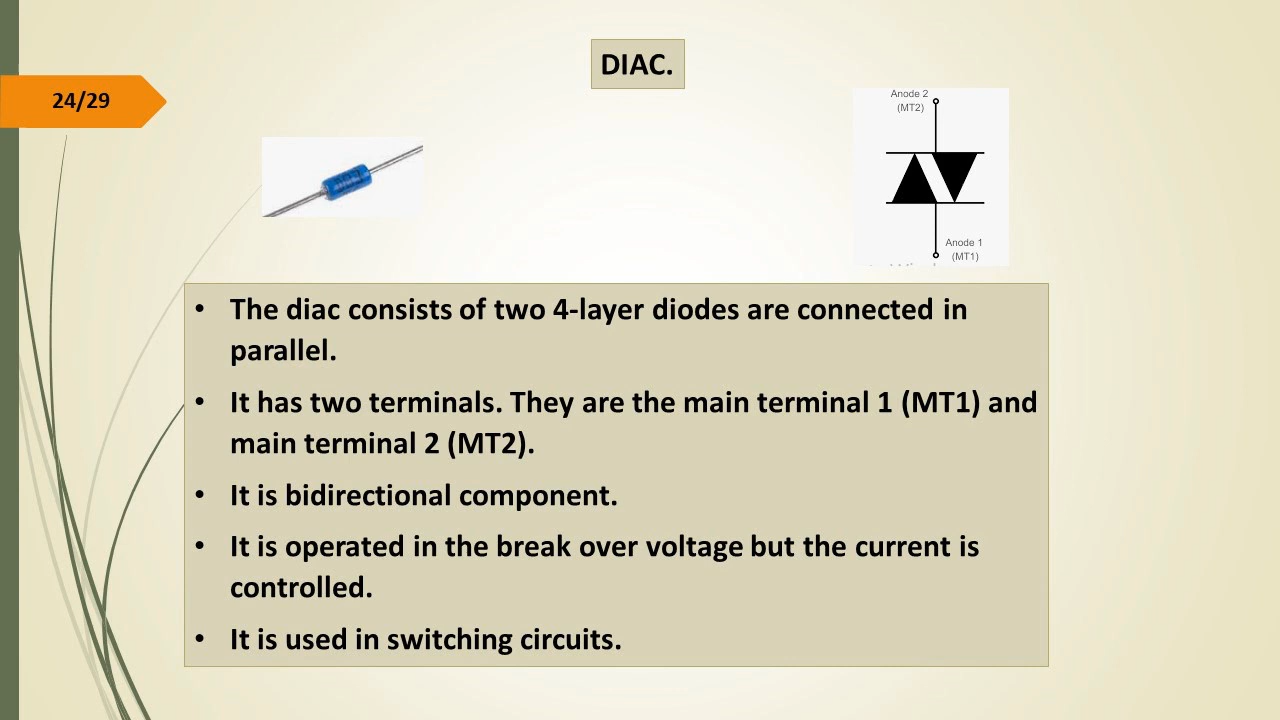 DIAC.
24/29
Anode 2
(MT2)
Anode 1
(MT1)
• The diac consists of two 4-layer diodes are connected in
parallel.
• It has two terminals. They are the main terminal 1 (MT1) and
main terminal 2 (MT2).
• It is bidirectional component.
• It is operated in the break over voltage but the current is
controlled.
• It is used in switching circuits.